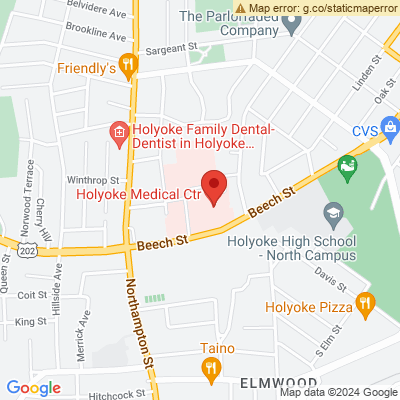 Map error: g.co/staticmaperror
Belvidere Ave
The Parlortraded
Company
Brookline Ave
Sargeant St
Linden St
Oak St
Friendly's
CVS
Holyoke Family Dental-
Dentist in Holyoke...
Winthrop St
Norwood Terrace
Cherry Hill
Holyoke Medical Ctr
Beech St
Holyoke High School
- North Campus
Beech St
202
Queen St
Hillside Ave
Davis St
Coit St
Northampton St
Holyoke Pizza
King St
Merrick Ave
S Elm St
Taino
ELMWOOD
Google
Hitchcock St
Map data ©2024 Google